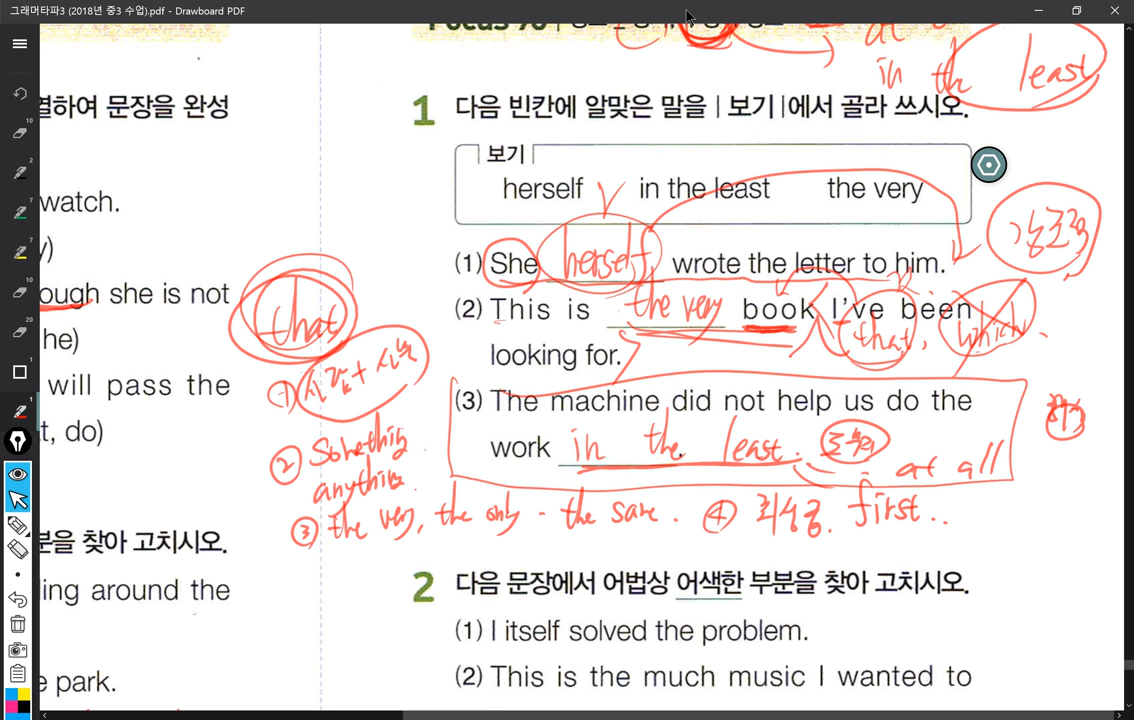 그래머타파3 (2018년 중3 수업).pdf - Drawboard PDF
at
in the least
열하여 문장을 완성
1 다음 빈칸에 알맞은 말을 | 보기 |에서 골라 쓰시오.
보기
herself in the least the very
watch.
강조용
(1) She herself wrote the letter to him.
ough she is not
that
(2) This is the very book I've been
that, which
he)
looking for.
① 사람 + 사물
will pass the
(3) The machine did not help us do the
t, do)
work in the least.
at all
② Something
anything
③ the very, the only - the same. ④ 최상급. first..
분을 찾아 고치시오.
2 다음 문장에서 어법상 어색한 부분을 찾아 고치시오.
ling around the
(1) I itself solved the problem.
(2) This is the much music I wanted to
e park.